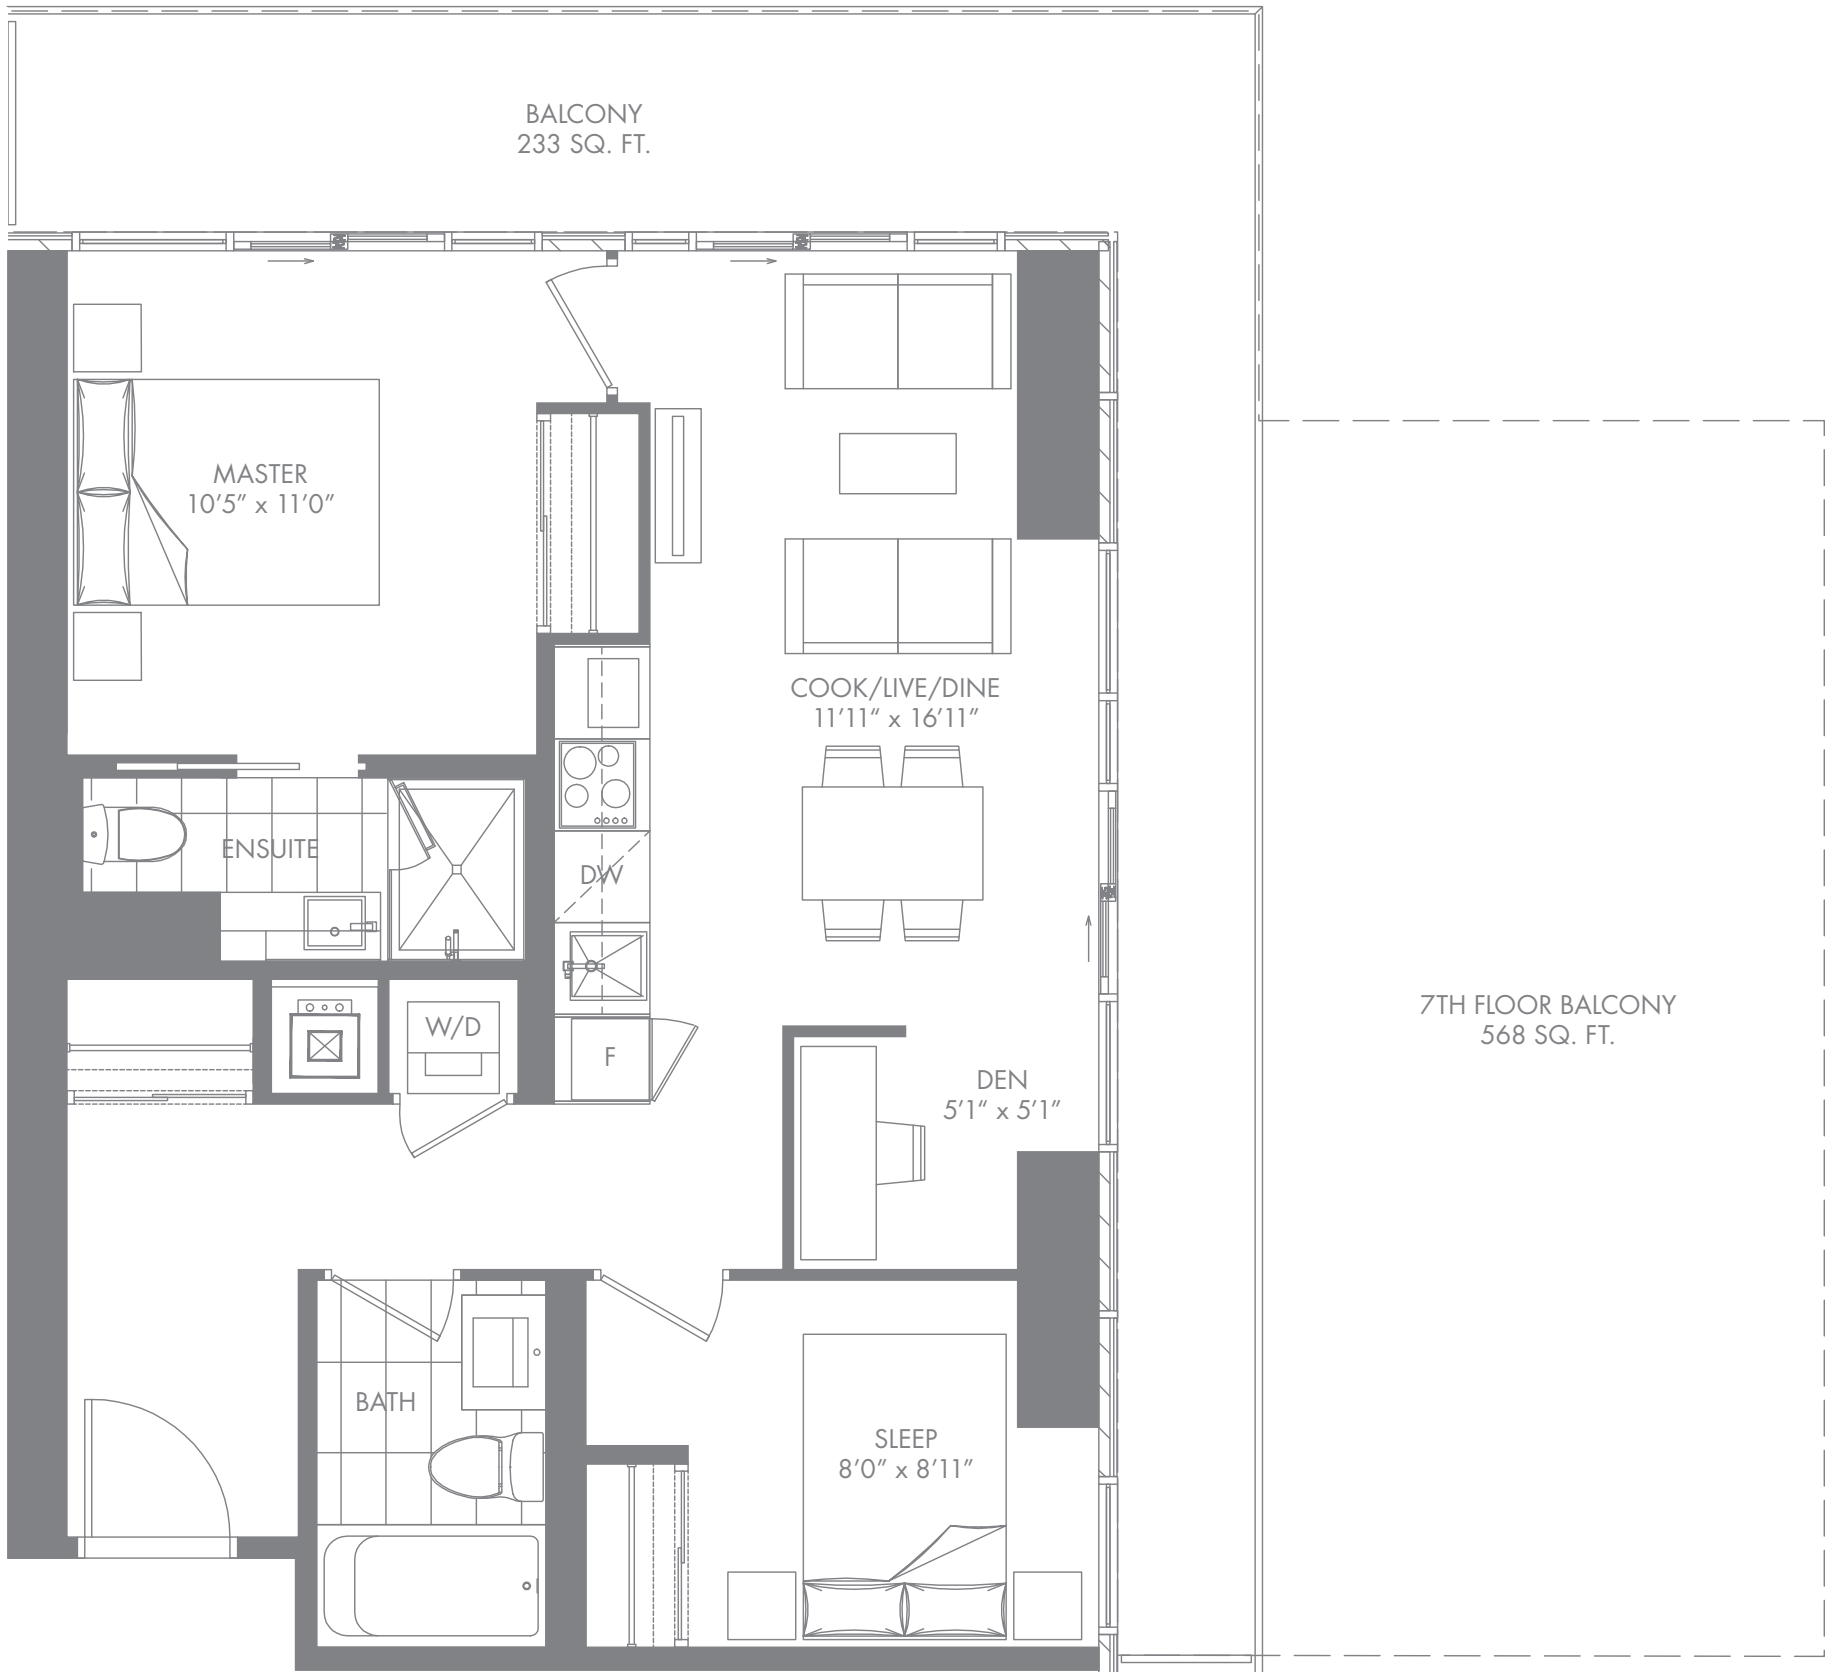 BALCONY
233 SQ. FT.
MASTER
10'5" x 11'0"
COOK/LIVE/DINE
11'11" x 16'11"
ENSUITE
DW
7TH FLOOR BALCONY
568 SQ. FT.
W/D
F
DEN
5'1" x 5'1"
BATH
SLEEP
8'0" x 8'11"